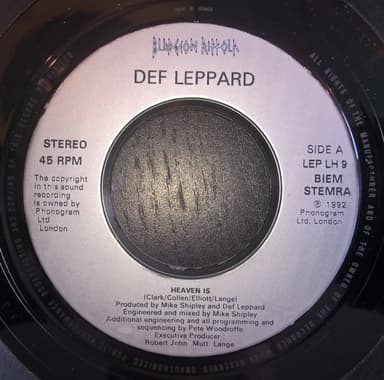 BLUDGEON RIFFOLA
DEF LEPPARD
STEREO
45 RPM
The copyright
in this sound
recording
is owned by
Phonogram
Ltd
London
SIDE A
LEP LH 9
BIEM
STEMRA
℗ 1992
Phonogram
Ltd. London
HEAVEN IS
(Clark/Collen/Elliott/Lange)
Produced by Mike Shipley and Def Leppard
Engineered and mixed by Mike Shipley
Additional engineering and all programming and
sequencing by Pete Woodroffe
Executive Producer
Robert John Mutt Lange
ALL RIGHTS OF THE MANUFACTURER AND OF THE OWNER OF THE RECORDED WORK